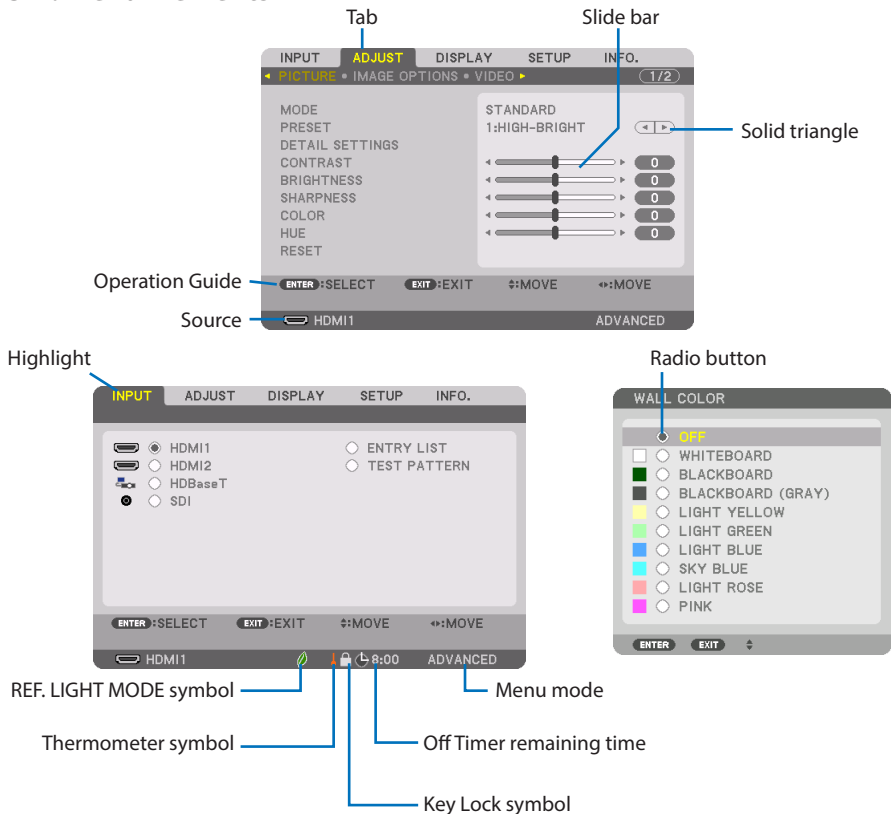 Tab Slide bar
INPUT ADJUST DISPLAY SETUP INFO.
PICTURE • IMAGE OPTIONS • VIDEO 1/2
MODE STANDARD
PRESET 1:HIGH-BRIGHT
Solid triangle
DETAIL SETTINGS
CONTRAST 0
BRIGHTNESS 0
SHARPNESS 0
COLOR 0
HUE 0
RESET
Operation Guide
ENTER:SELECT EXIT:EXIT :MOVE :MOVE
Source
HDMI1 ADVANCED
Highlight
INPUT ADJUST DISPLAY SETUP INFO.
HDMI1 ENTRY LIST
HDMI2 TEST PATTERN
HDBaseT
SDI
ENTER:SELECT EXIT:EXIT :MOVE :MOVE
HDMI1 8:00 ADVANCED
Radio button
WALL COLOR
OFF
WHITEBOARD
BLACKBOARD
BLACKBOARD (GRAY)
LIGHT YELLOW
LIGHT GREEN
LIGHT BLUE
SKY BLUE
LIGHT ROSE
PINK
ENTER EXIT
REF. LIGHT MODE symbol
Menu mode
Thermometer symbol
Off Timer remaining time
Key Lock symbol